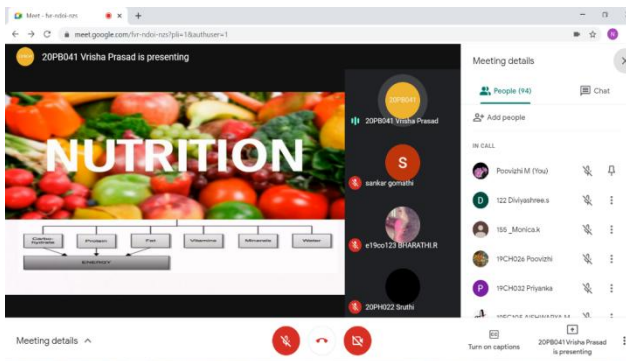 Meet - fvr-ndoi-nzs
meet.google.com/fvr-ndoi-nzs?pli=1&authuser=1
N
20PB041 Vrisha Prasad is presenting
NUTRITION
Carbo-
hydrate
Protein
Fat
Vitamins
Minerals
Water
ENERGY
20PB041
20PB041 Vrisha Prasad
S
sankar gomathi
e19co123 BHARATHI.R
20PH022 Sruthi
Meeting details
People (94)
Chat
Add people
IN CALL
Poovizhi M (You)
D
122 Divyashree.s
155 _Monica.k
19CH026 Poovizhi
P
19CH032 Priyanka
Meeting details
Turn on captions
20PB041 Vrisha Prasad
is presenting